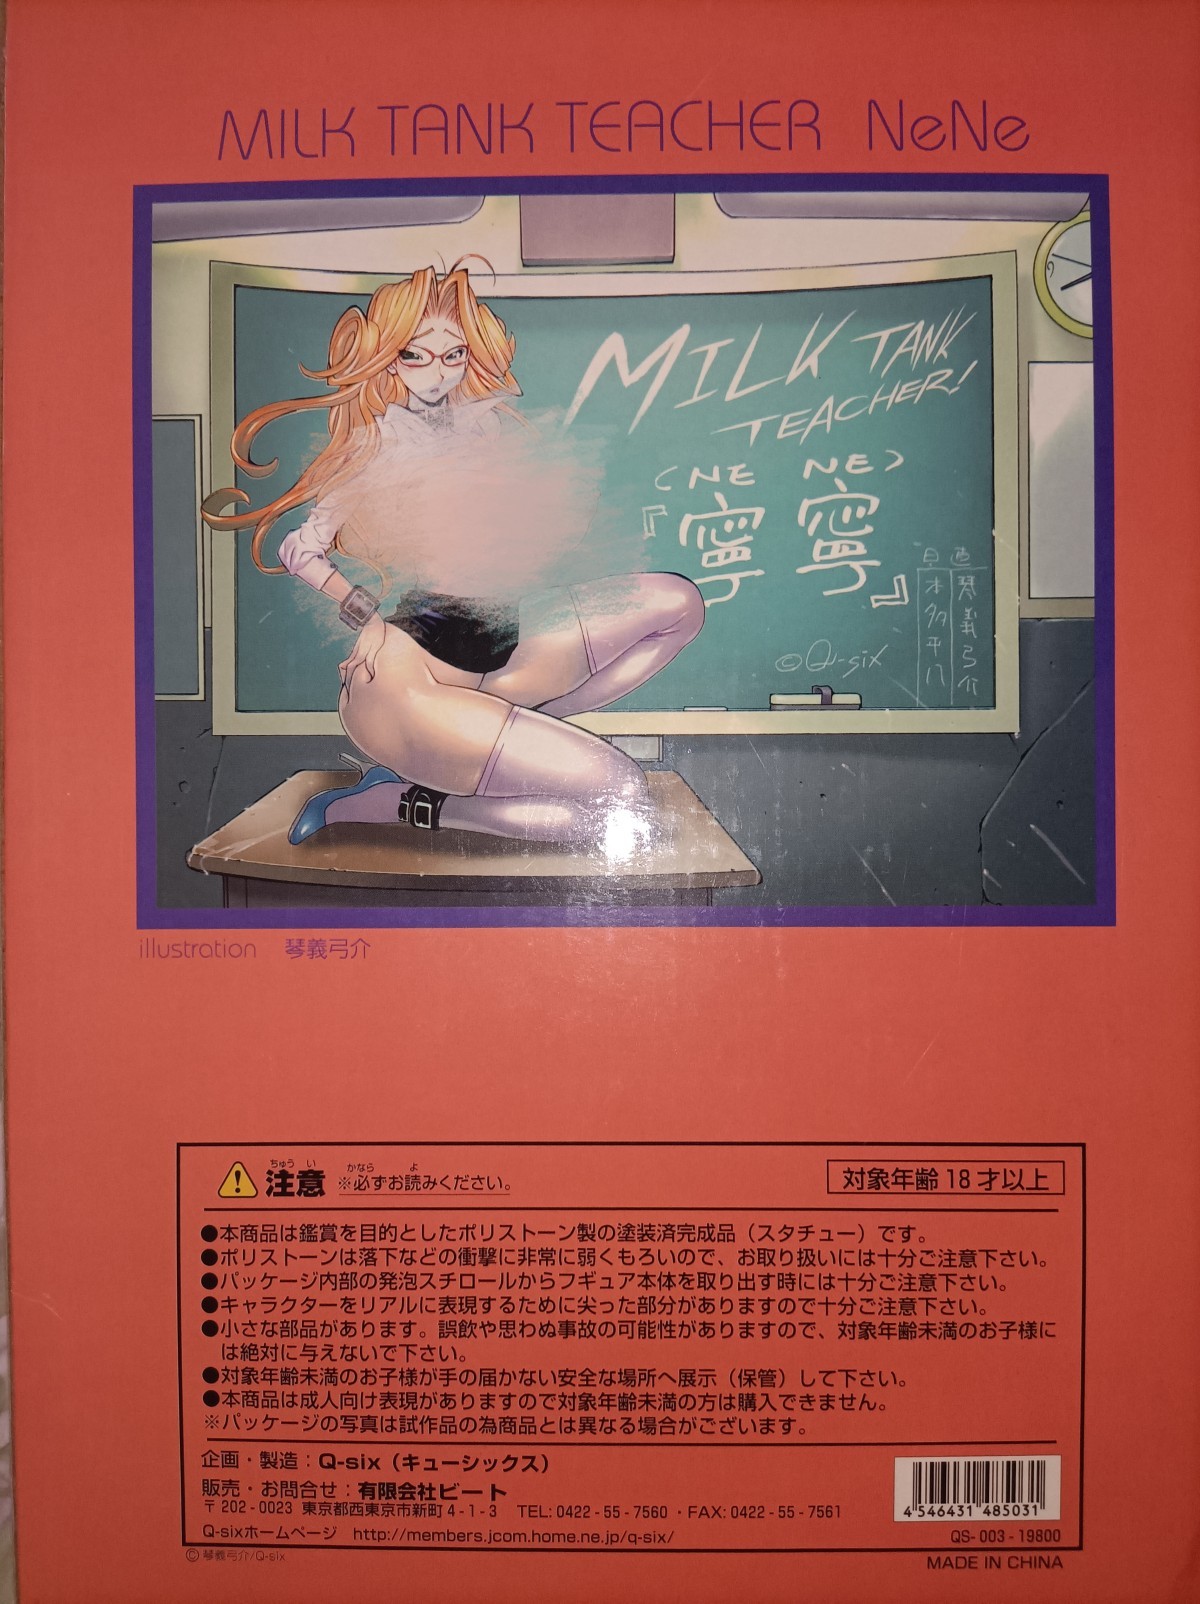 MILK TANK TEACHER NeNe
MILK TANK
TEACHER!
(NE NE)
『寧寧』
日直
琴義弓介
日本多平八
©Q-six
illustration 琴義弓介
ちゅうい
注意
かなら よ
※必ずお読みください。
対象年齢18才以上
●本商品は鑑賞を目的としたポリストーン製の塗装済完成品（スタチュー）です。
●ポリストーンは落下などの衝撃に非常に弱くもろいので、お取り扱いには十分ご注意下さい。
●パッケージ内部の発泡スチロールからフギュア本体を取り出す時には十分ご注意下さい。
●キャラクターをリアルに表現するために尖った部分がありますので十分ご注意下さい。
●小さな部品があります。誤飲や思わぬ事故の可能性がありますので、対象年齢未満のお子様に
は絶対に与えないで下さい。
●対象年齢未満のお子様が手の届かない安全な場所へ展示（保管）して下さい。
●本商品は成人向け表現がありますので対象年齢未満の方は購入できません。
※パッケージの写真は試作品の為商品とは異なる場合がございます。
企画・製造：Q-six（キューシックス）
販売・お問合せ：有限会社ビート
〒202-0023 東京都西東京市新町4-1-3 TEL: 0422-55-7560・FAX: 0422-55-7561
Q-sixホームページ http://members.jcom.home.ne.jp/q-six/
4 546431 485031
QS-003-19800
© 琴義弓介/Q-six
MADE IN CHINA